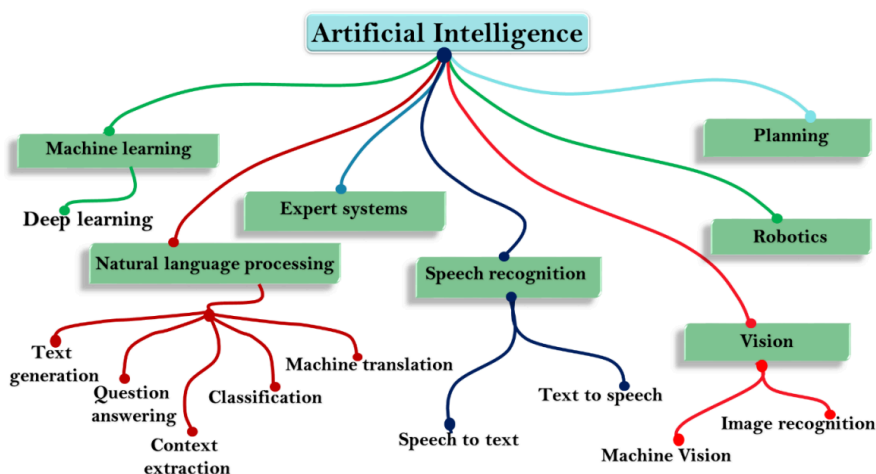 Artificial Intelligence
Machine learning
Deep learning
Expert systems
Natural language processing
Text
generation
Question
answering
Context
extraction
Classification
Machine translation
Speech recognition
Speech to text
Text to speech
Planning
Robotics
Vision
Machine Vision
Image recognition